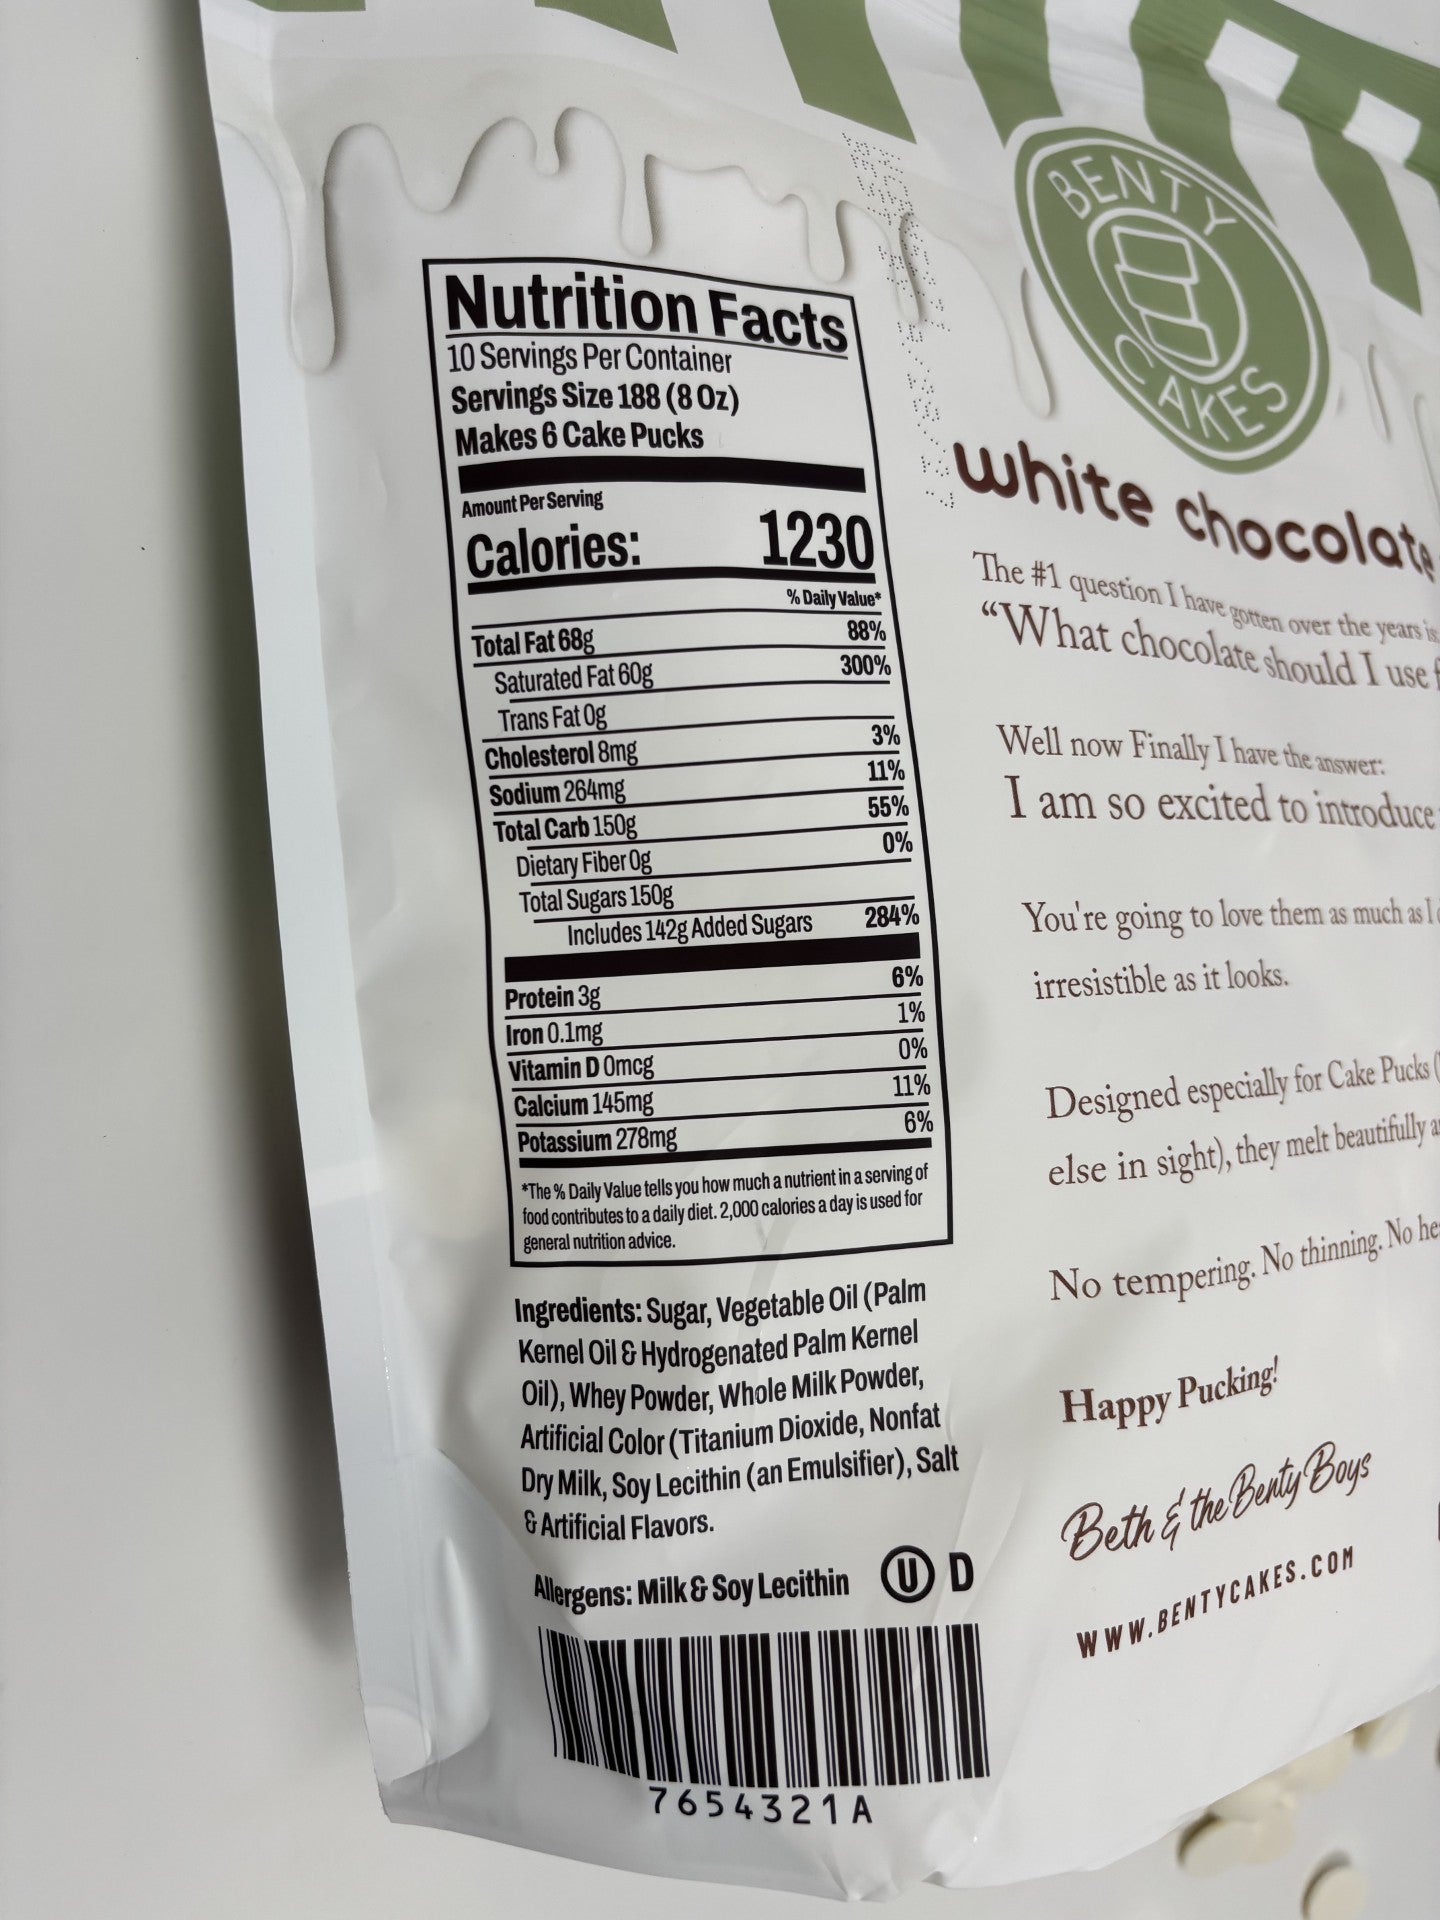 BENTY
CAKES
Nutrition Facts
10 Servings Per Container
Servings Size 188 (8 Oz)
Makes 6 Cake Pucks
Amount Per Serving
Calories: 1230
% Daily Value*
Total Fat 68g 88%
Saturated Fat 60g 300%
Trans Fat 0g
Cholesterol 8mg 3%
Sodium 264mg 11%
Total Carb 150g 55%
Dietary Fiber 0g 0%
Total Sugars 150g
Includes 142g Added Sugars 284%
Protein 3g 6%
Iron 0.1mg 1%
Vitamin D 0mcg 0%
Calcium 145mg 11%
Potassium 278mg 6%
*The % Daily Value tells you how much a nutrient in a serving of
food contributes to a daily diet. 2,000 calories a day is used for
general nutrition advice.
Ingredients: Sugar, Vegetable Oil (Palm
Kernel Oil & Hydrogenated Palm Kernel
Oil), Whey Powder, Whole Milk Powder,
Artificial Color (Titanium Dioxide, Nonfat
Dry Milk, Soy Lecithin (an Emulsifier), Salt
& Artificial Flavors.
Allergens: Milk & Soy Lecithin U D
7654321A
white chocolate
The #1 question I have gotten over the years is
“What chocolate should I use
Well now Finally I have the answer:
I am so excited to introduce
You're going to love them as much as I
irresistible as it looks.
Designed especially for Cake Pucks
else in sight), they melt beautifully
No tempering. No thinning. No
Happy Pucking!
Beth & the Benty Boys
WWW.BENTYCAKES.COM